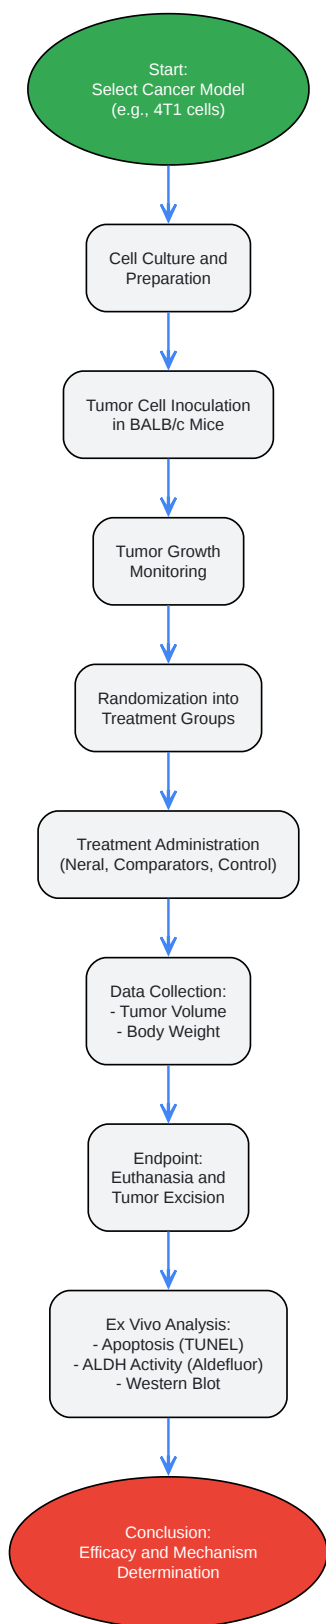 Start:
Select Cancer Model
(e.g., 4T1 cells)
Cell Culture and
Preparation
Tumor Cell Inoculation
in BALB/c Mice
Tumor Growth
Monitoring
Randomization into
Treatment Groups
Treatment Administration
(Neral, Comparators, Control)
Data Collection:
- Tumor Volume
- Body Weight
Endpoint:
Euthanasia and
Tumor Excision
Ex Vivo Analysis:
- Apoptosis (TUNEL)
- ALDH Activity (Aldefluor)
- Western Blot
Conclusion:
Efficacy and Mechanism
Determination